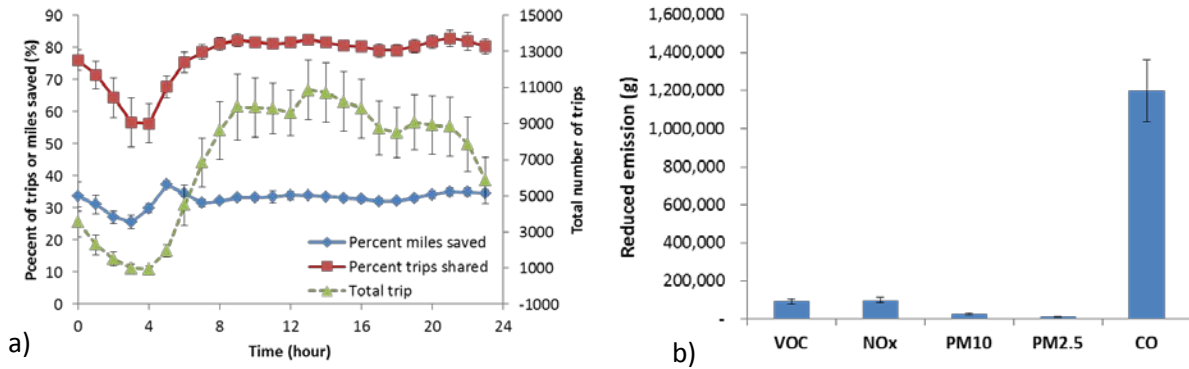 Pcecent of trips or miles saved (%)
90
80
70
60
50
40
30
20
10
0
15000
13000
11000
9000
7000
5000
3000
1000
-1000
Total number of trips
Percent miles saved
Percent trips shared
Total trip
0 4 8 12 16 20 24
Time (hour)
a)
Reduced emission (g)
1,600,000
1,400,000
1,200,000
1,000,000
800,000
600,000
400,000
200,000
-
VOC NOx PM10 PM2.5 CO
b)